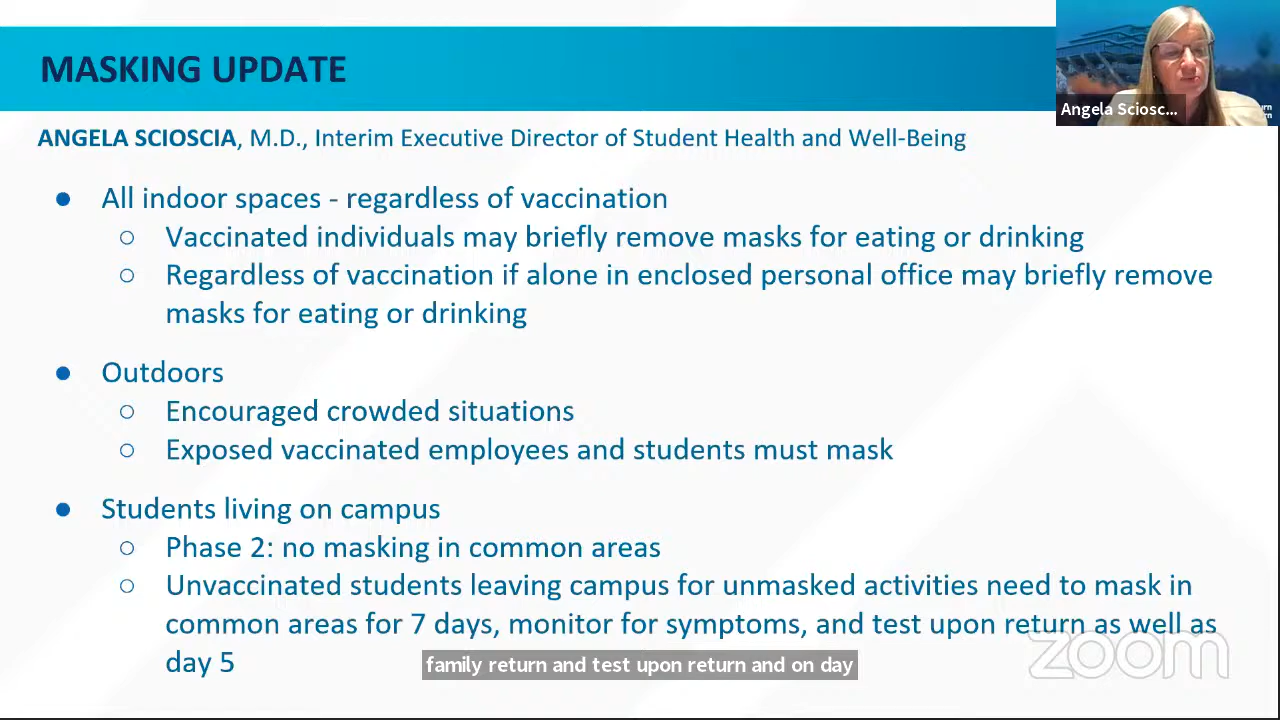 MASKING UPDATE
Angela Sciosc...
ANGELA SCIOSCIA, M.D., Interim Executive Director of Student Health and Well-Being
● All indoor spaces - regardless of vaccination
○ Vaccinated individuals may briefly remove masks for eating or drinking
○ Regardless of vaccination if alone in enclosed personal office may briefly remove
masks for eating or drinking
● Outdoors
○ Encouraged crowded situations
○ Exposed vaccinated employees and students must mask
● Students living on campus
○ Phase 2: no masking in common areas
○ Unvaccinated students leaving campus for unmasked activities need to mask in
common areas for 7 days, monitor for symptoms, and test upon return as well as
day 5
family return and test upon return and on day
zoom